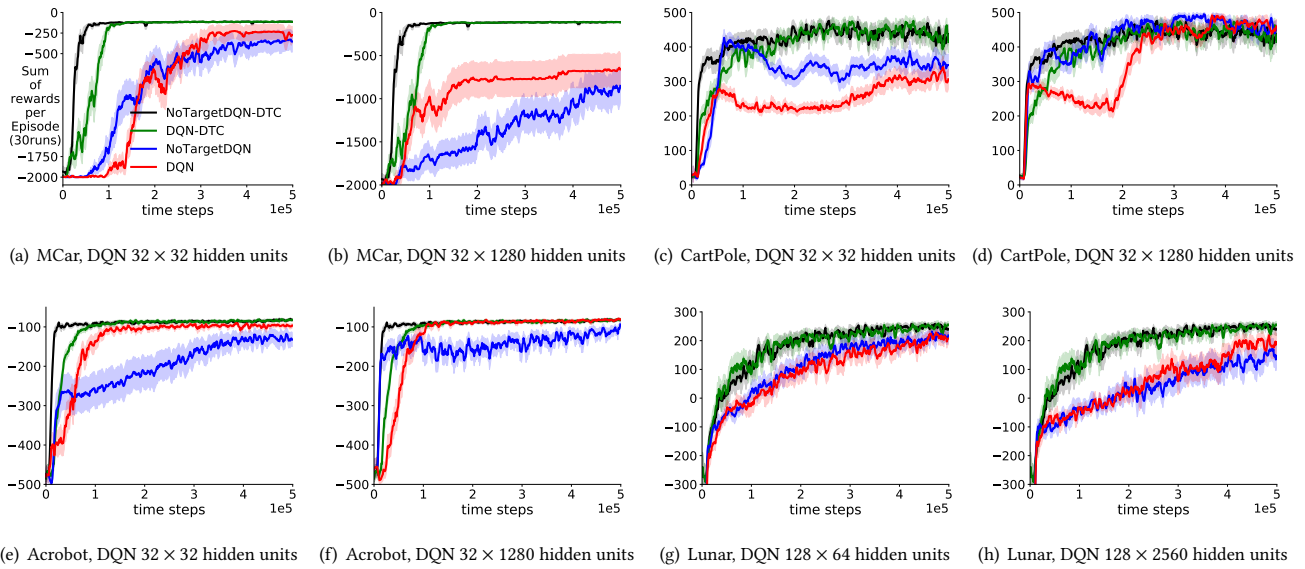 0
−250
−500
Sum
of
rewards
per
Episode
(30runs)
−1750
−2000
NoTargetDQN-DTC
DQN-DTC
NoTargetDQN
DQN
0 1 2 3 4 5
time steps 1e5
(a) MCar, DQN 32 × 32 hidden units
0
−500
−1000
−1500
−2000
0 1 2 3 4 5
time steps 1e5
(b) MCar, DQN 32 × 1280 hidden units
500
400
300
200
100
0
0 1 2 3 4 5
time steps 1e5
(c) CartPole, DQN 32 × 32 hidden units
500
400
300
200
100
0
0 1 2 3 4 5
time steps 1e5
(d) CartPole, DQN 32 × 1280 hidden units
−100
−200
−300
−400
−500
0 1 2 3 4 5
time steps 1e5
(e) Acrobot, DQN 32 × 32 hidden units
−100
−200
−300
−400
−500
0 1 2 3 4 5
time steps 1e5
(f) Acrobot, DQN 32 × 1280 hidden units
300
200
100
0
−100
−200
−300
0 1 2 3 4 5
time steps 1e5
(g) Lunar, DQN 128 × 64 hidden units
300
200
100
0
−100
−200
−300
0 1 2 3 4 5
time steps 1e5
(h) Lunar, DQN 128 × 2560 hidden units